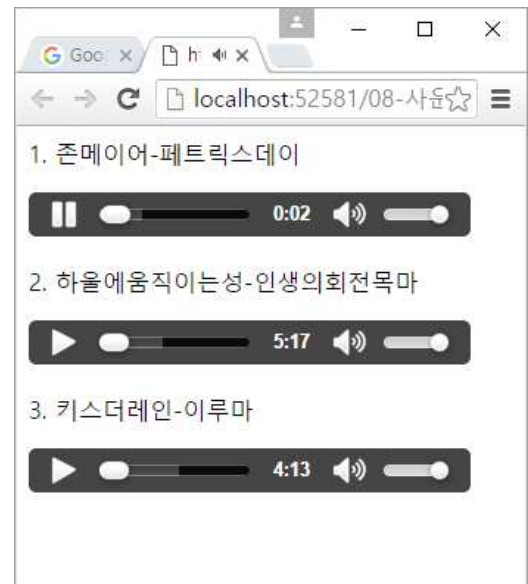 Goo
h
localhost:52581/08-사운
1. 존메이어-페트릭스데이
0:02
2. 하울에움직이는성-인생의회전목마
5:17
3. 키스더레인-이루마
4:13